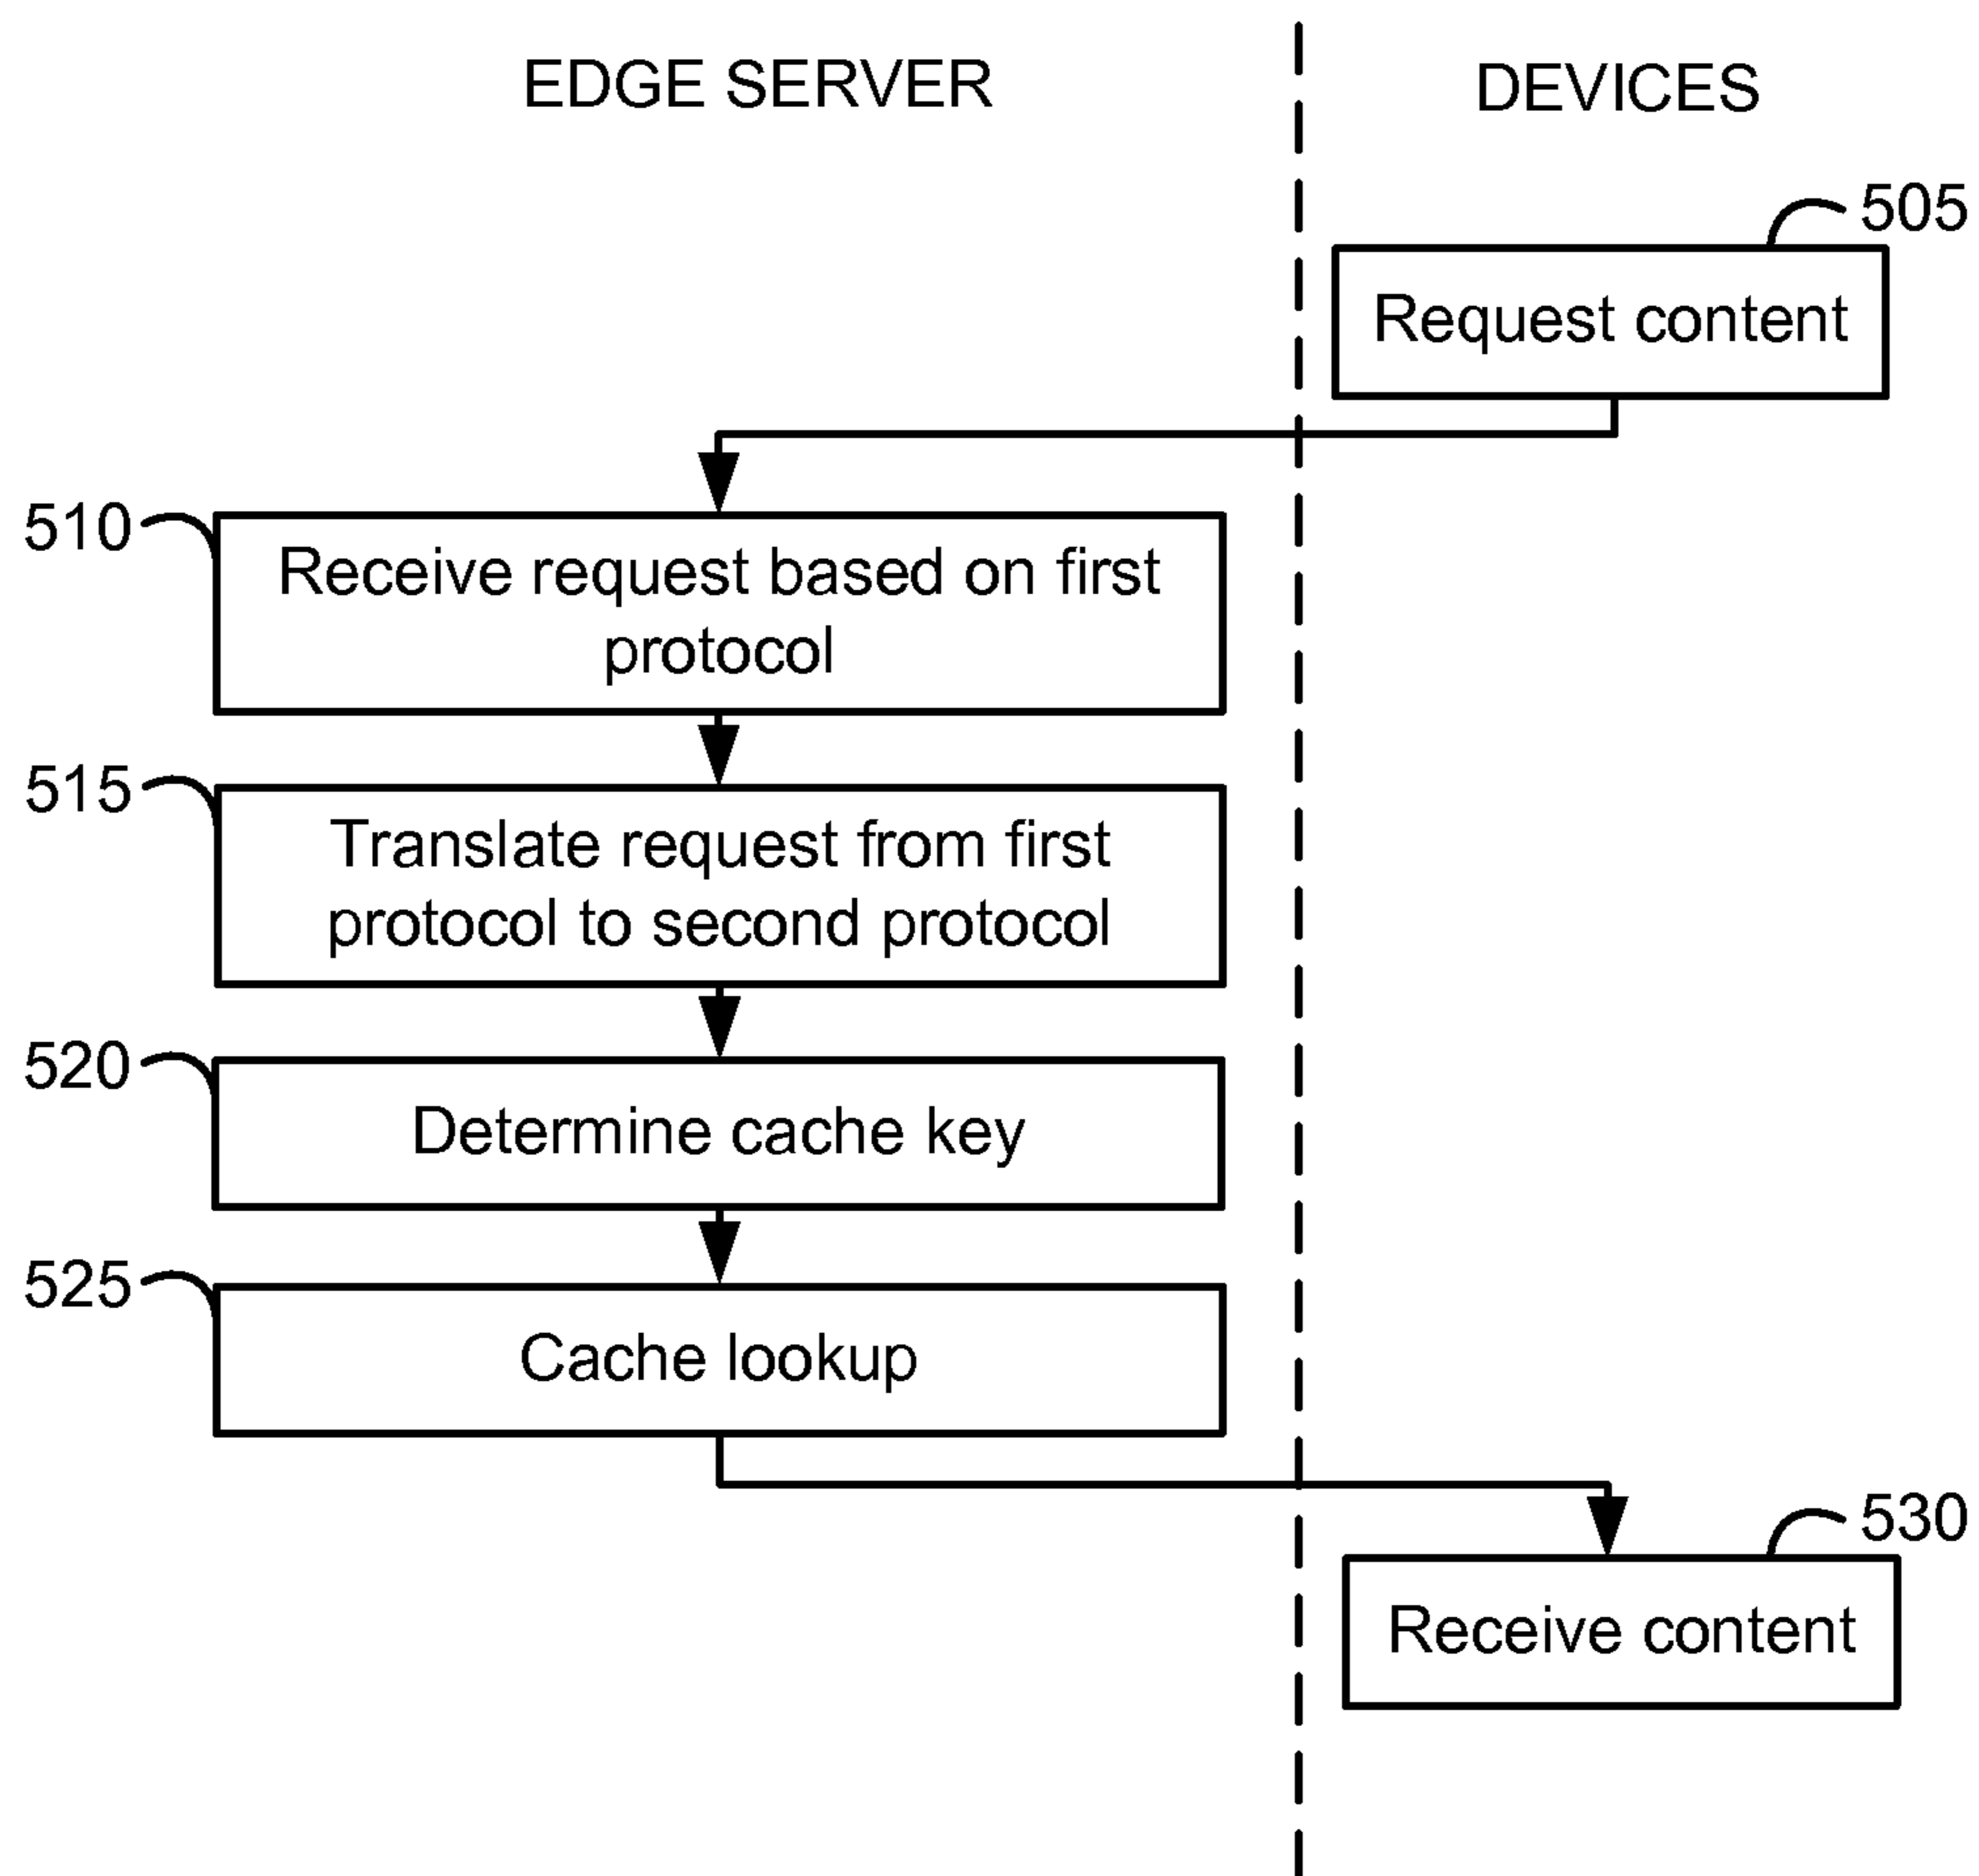 EDGE SERVER
DEVICES
505
Request content
510
Receive request based on first
protocol
515
Translate request from first
protocol to second protocol
520
Determine cache key
525
Cache lookup
530
Receive content